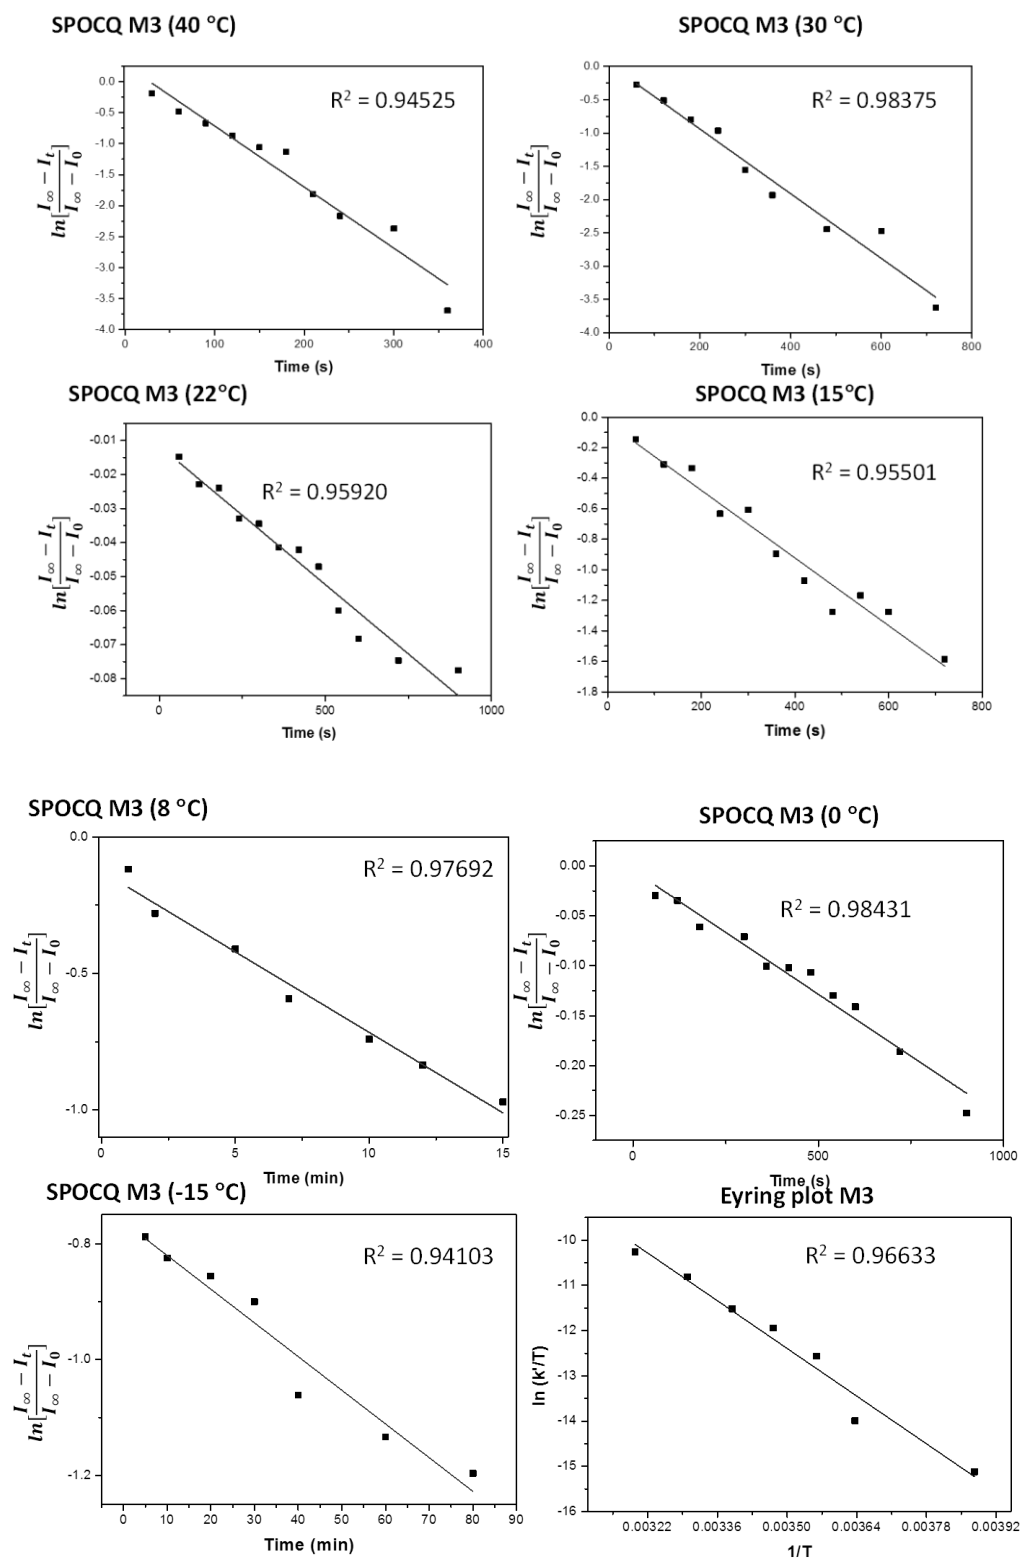 SPOCQ M3 (40 °C)
R² = 0.94525
ln[I∞ − It / I∞ − I0]
0.0
-0.5
-1.0
-1.5
-2.0
-2.5
-3.0
-3.5
-4.0
0 100 200 300 400
Time (s)
SPOCQ M3 (30 °C)
R² = 0.98375
ln[I∞ − It / I∞ − I0]
0.0
-0.5
-1.0
-1.5
-2.0
-2.5
-3.0
-3.5
-4.0
0 200 400 600 800
Time (s)
SPOCQ M3 (22°C)
R² = 0.95920
ln[I∞ − It / I∞ − I0]
-0.01
-0.02
-0.03
-0.04
-0.05
-0.06
-0.07
-0.08
0 500 1000
Time (s)
SPOCQ M3 (15°C)
R² = 0.95501
ln[I∞ − It / I∞ − I0]
0.0
-0.2
-0.4
-0.6
-0.8
-1.0
-1.2
-1.4
-1.6
-1.8
0 200 400 600 800
Time (s)
SPOCQ M3 (8 °C)
R² = 0.97692
ln[I∞ − It / I∞ − I0]
0.0
-0.5
-1.0
0 5 10 15
Time (min)
SPOCQ M3 (0 °C)
R² = 0.98431
ln[I∞ − It / I∞ − I0]
0.00
-0.05
-0.10
-0.15
-0.20
-0.25
0 500 1000
Time (s)
SPOCQ M3 (-15 °C)
R² = 0.94103
ln[I∞ − It / I∞ − I0]
-0.8
-1.0
-1.2
0 10 20 30 40 50 60 70 80 90
Time (min)
Eyring plot M3
R² = 0.96633
ln (k'/T)
-10
-11
-12
-13
-14
-15
-16
0.00322 0.00336 0.00350 0.00364 0.00378 0.00392
1/T